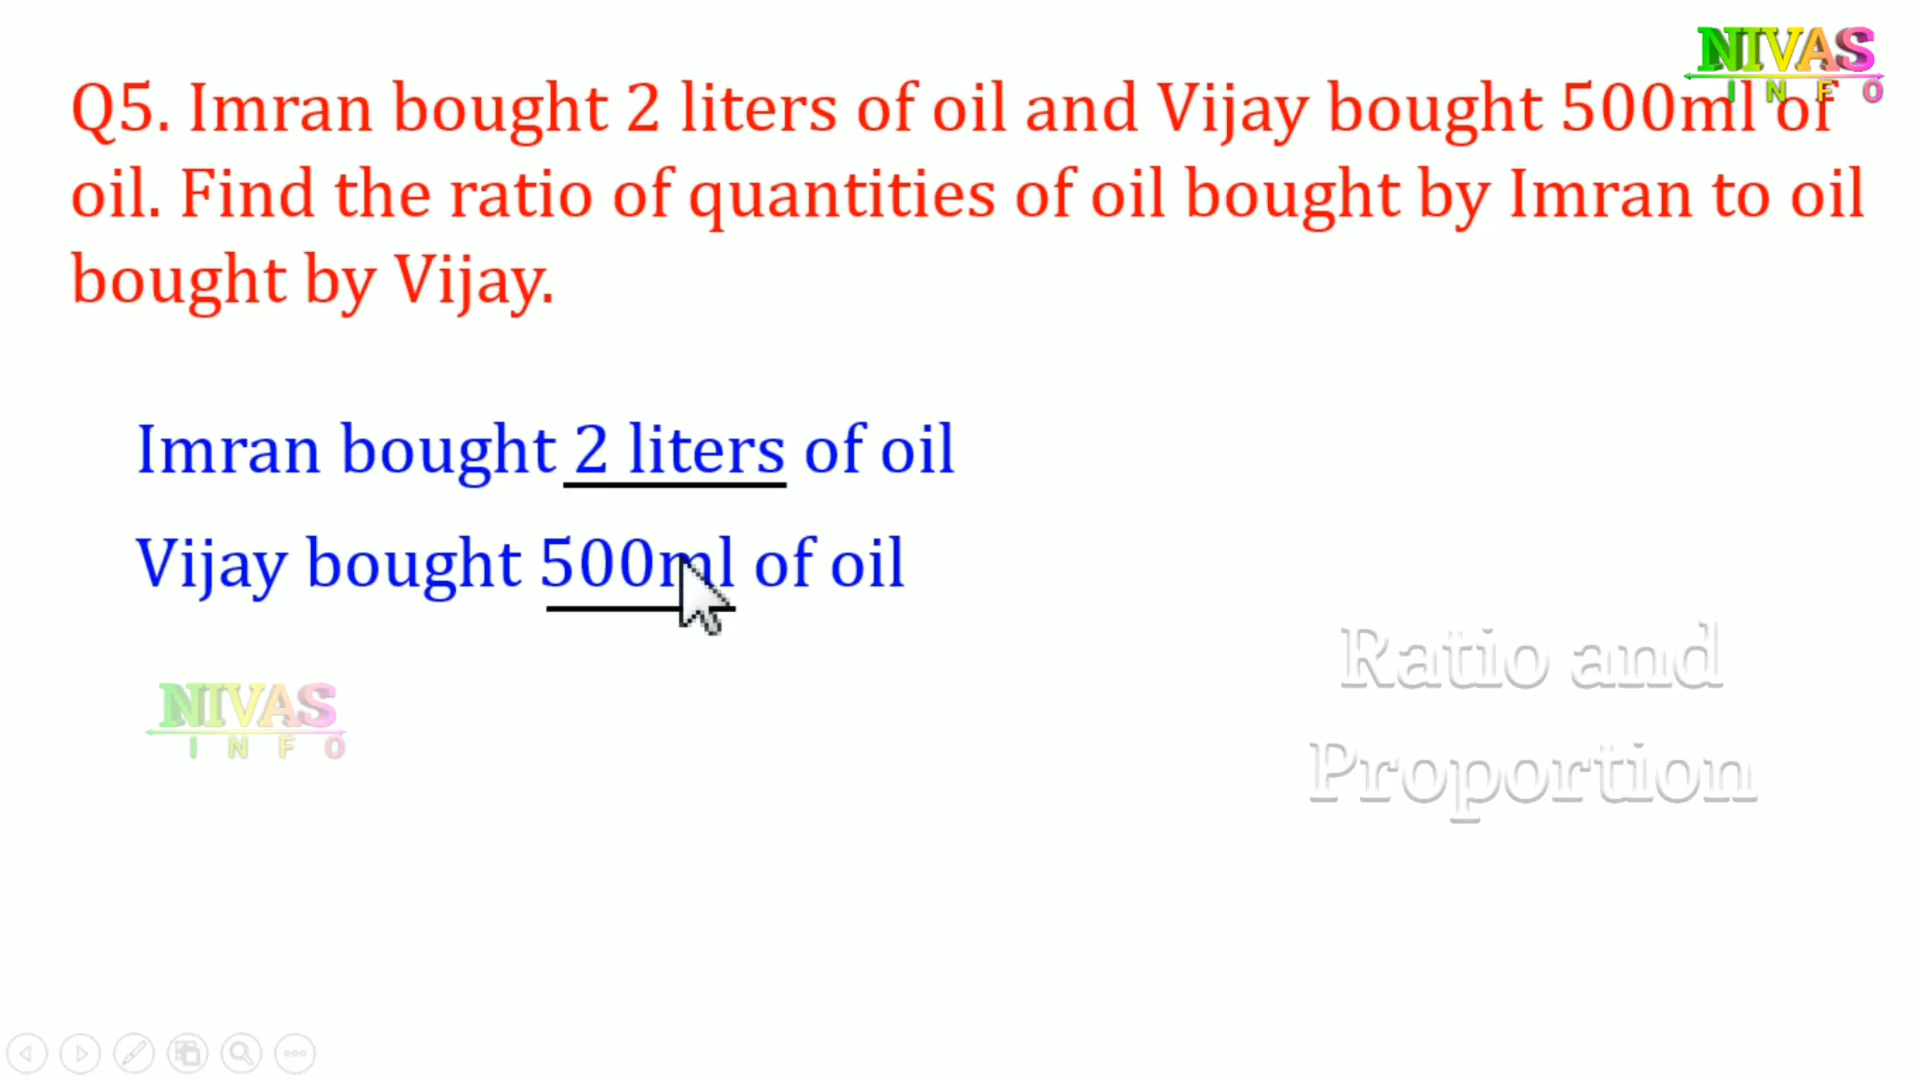 NIVAS
INFO
Q5. Imran bought 2 liters of oil and Vijay bought 500ml of
oil. Find the ratio of quantities of oil bought by Imran to oil
bought by Vijay.
Imran bought 2 liters of oil
Vijay bought 500ml of oil
Ratio and
Proportion
NIVAS
INFO